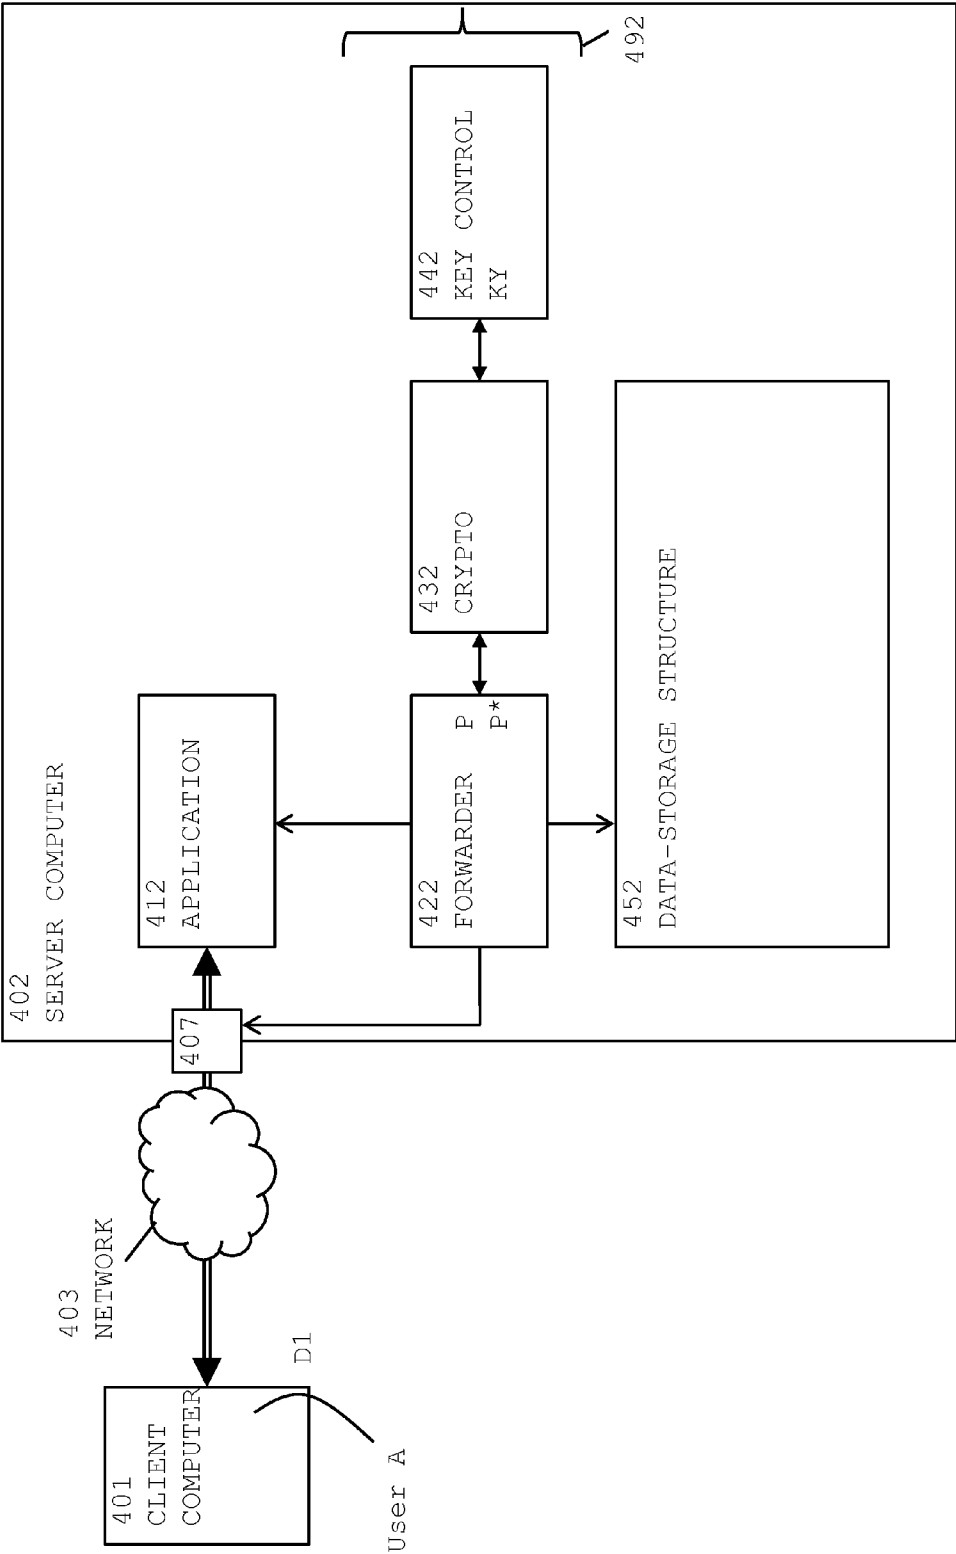 402
SERVER COMPUTER
403
NETWORK
401
CLIENT
COMPUTER
D1
User A
407
412
APPLICATION
422
FORWARDER P
P*
432
CRYPTO
442
KEY CONTROL
KY
492
452
DATA-STORAGE STRUCTURE